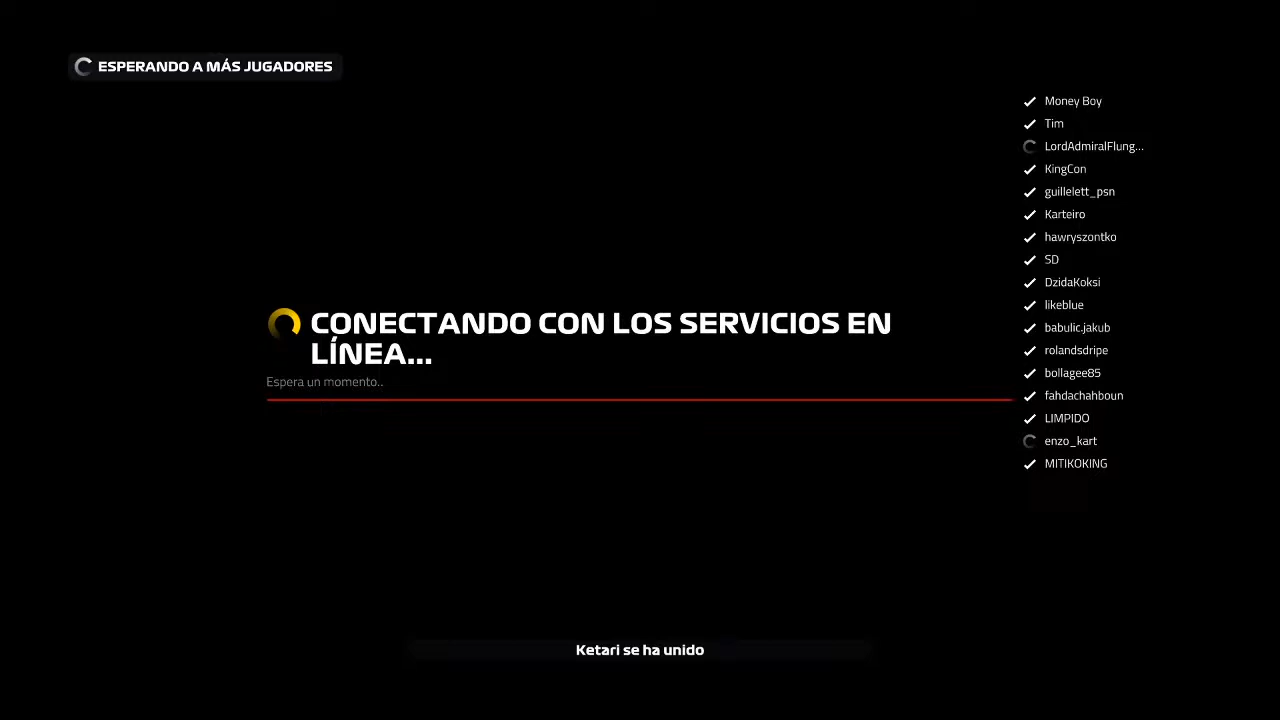 ESPERANDO A MÁS JUGADORES
Money Boy
Tim
LordAdmiralFlung...
KingCon
guillelett_psn
Karteiro
hawryszontko
SD
DzidaKoksi
likeblue
babulic.jakub
rolandsdripe
bollagee85
fahdachahboun
LIMPIDO
enzo_kart
MITIKOKING
CONECTANDO CON LOS SERVICIOS EN
LÍNEA...
Espera un momento..
Ketari se ha unido